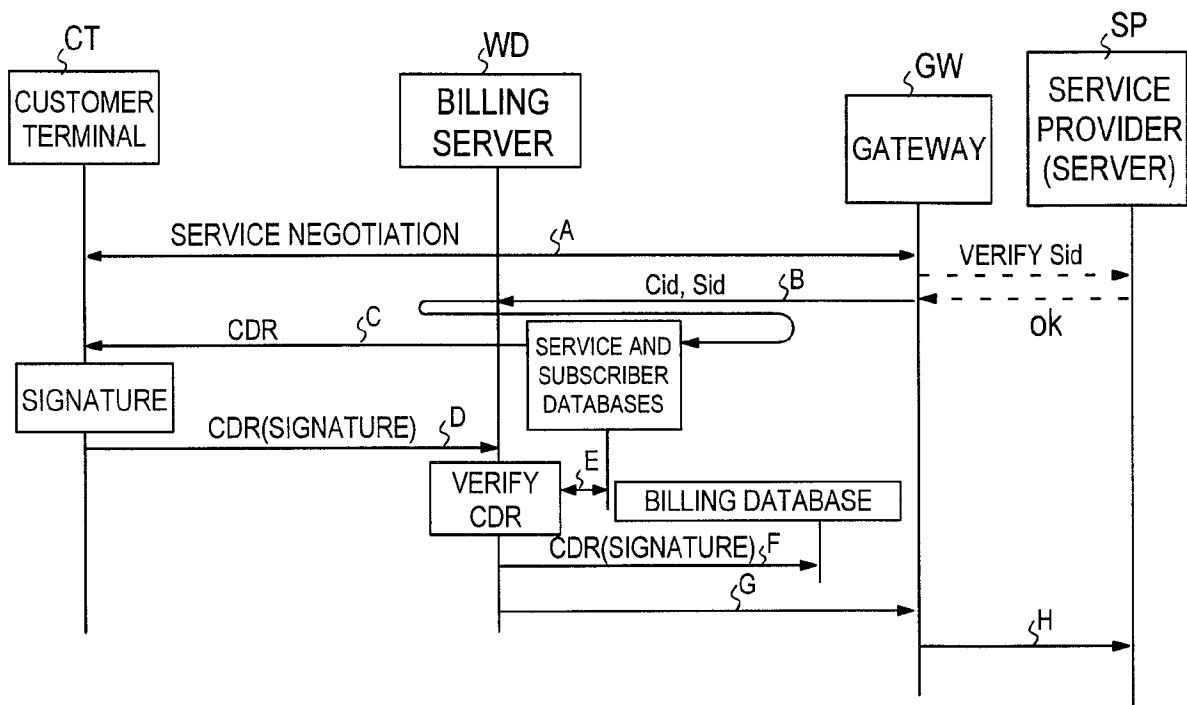 CT
WD
GW
SP
CUSTOMER
TERMINAL
BILLING
SERVER
GATEWAY
SERVICE
PROVIDER
(SERVER)
SERVICE NEGOTIATION
A
VERIFY Sid
Cid, Sid
B
ok
CDR
C
SERVICE AND
SUBSCRIBER
DATABASES
SIGNATURE
CDR(SIGNATURE)
D
VERIFY
CDR
E
BILLING DATABASE
CDR(SIGNATURE)
F
G
H